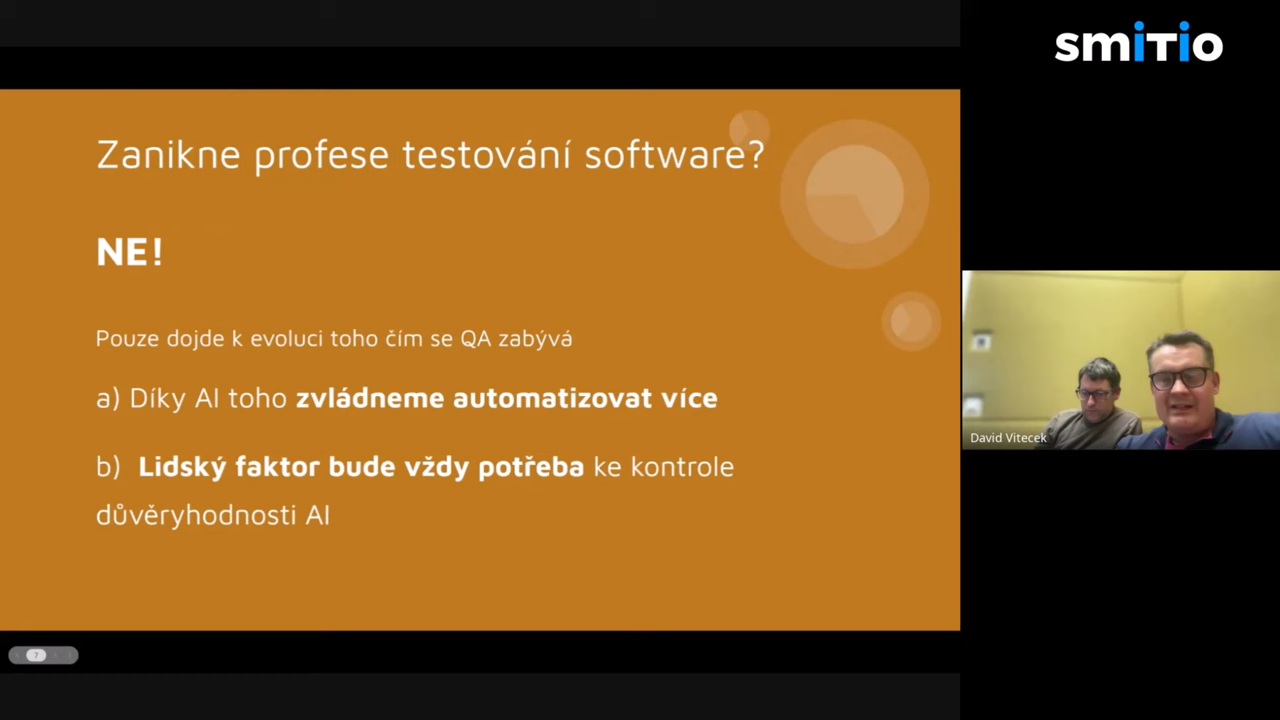 smiTio
Zanikne profese testování software?
NE!
Pouze dojde k evoluci toho čím se QA zabývá
a) Díky AI toho zvládneme automatizovat více
b) Lidský faktor bude vždy potřeba ke kontrole
důvěryhodnosti AI
David Vitecek
7